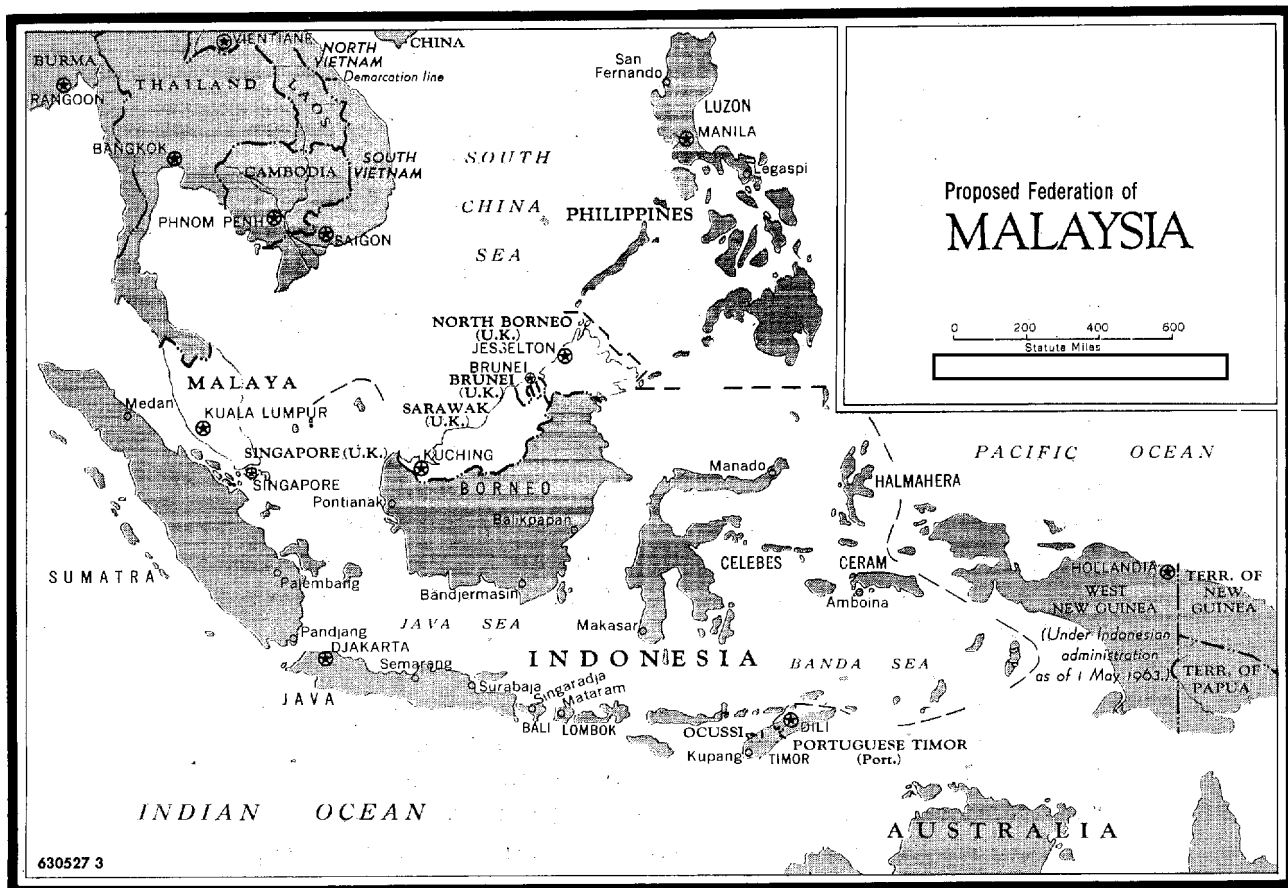 VIENTIANE
CHINA
NORTH
VIETNAM
Demarcation line
BURMA
THAILAND
LAOS
RANGOON
BANGKOK
SOUTH
VIETNAM
CAMBODIA
PHNOM PENH
SAIGON
SOUTH
CHINA
SEA
San
Fernando
LUZON
MANILA
Legaspi
PHILIPPINES
Proposed Federation of
MALAYSIA
0 200 400 600
Statute Miles
NORTH BORNEO
(U.K.)
JESSELTON
BRUNEI
BRUNEI
(U.K.)
SARAWAK
(U.K.)
MALAYA
Medan
KUALA LUMPUR
SINGAPORE (U.K.)
SINGAPORE
KUCHING
Pontianak
BORNEO
Balikpapan
Manado
HALMAHERA
PACIFIC OCEAN
SUMATRA
Palembang
Bandjermasin
CELEBES
CERAM
Amboina
HOLLANDIA
WEST
NEW GUINEA
TERR. OF
NEW
GUINEA
(Under Indonesian
administration
as of 1 May 1963.)
TERR. OF
PAPUA
Pandjang
DJAKARTA
JAVA SEA
Makasar
INDONESIA
BANDA SEA
Semarang
JAVA
Surabaja
Singaradja
Mataram
BALI
LOMBOK
OCUSSI
DILI
Kupang
TIMOR
PORTUGUESE TIMOR
(Port.)
INDIAN OCEAN
AUSTRALIA
630527 3